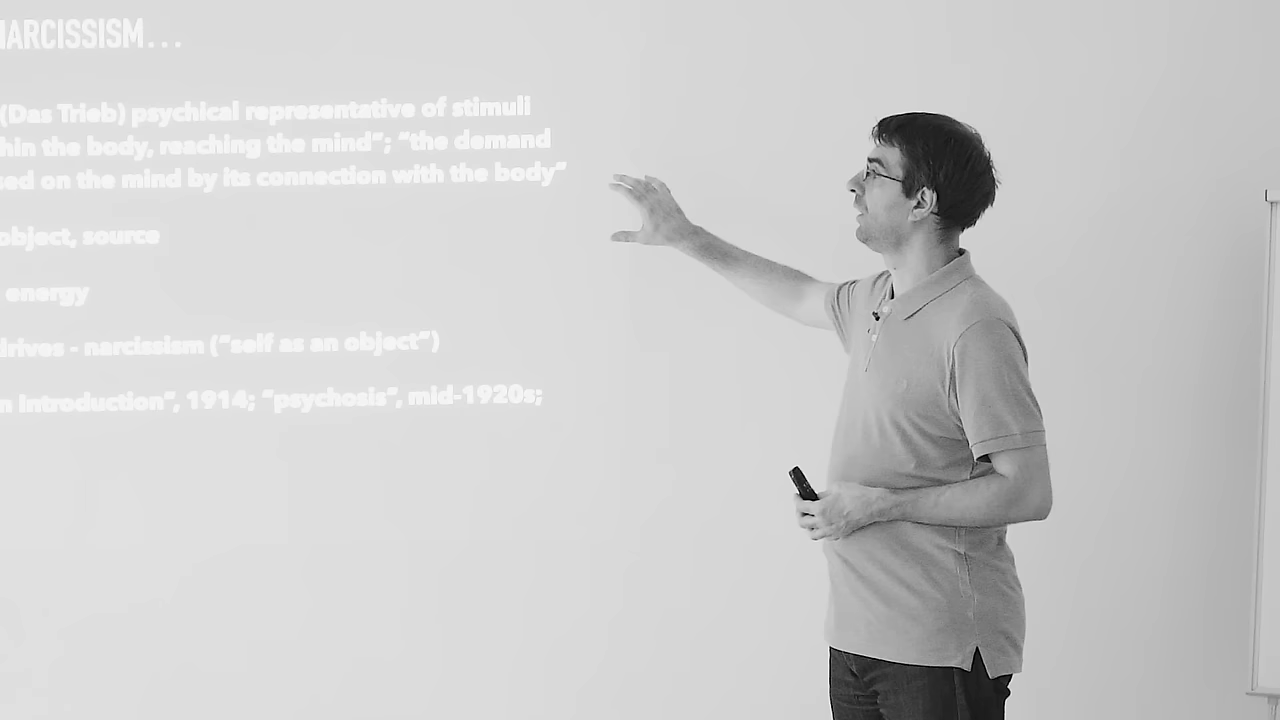 NARCISSISM...
(Das Trieb) psychical representative of stimuli
hin the body, reaching the mind”; “the demand
sed on the mind by its connection with the body”
object, source
energy
drives - narcissism (“self as an object”)
n introduction”, 1914; “psychosis”, mid-1920s;